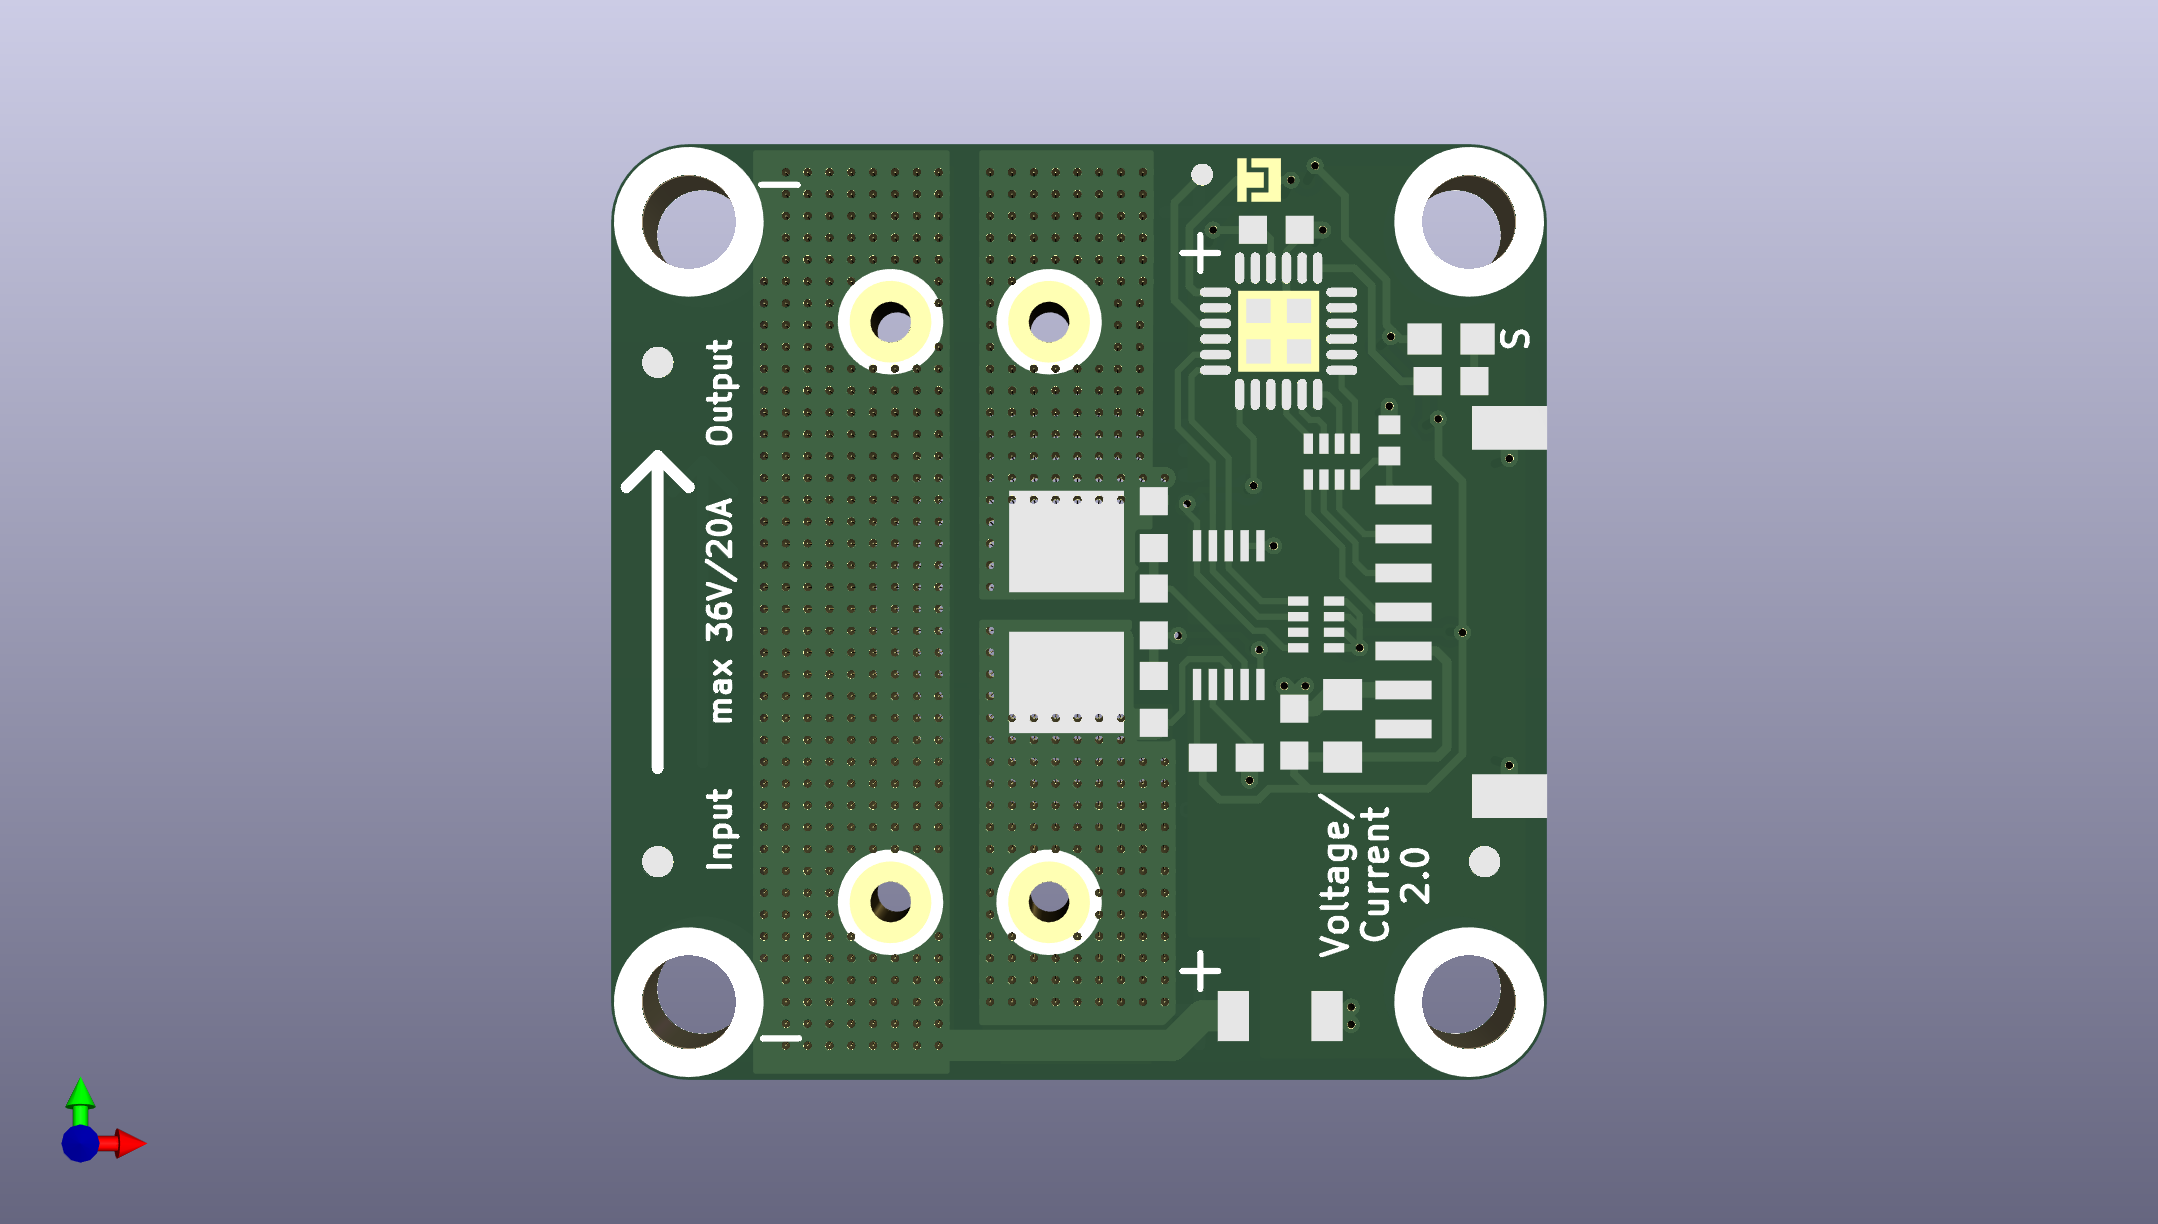 Output
max 36V/20A
Input
+
S
Voltage/
Current
2.0
+